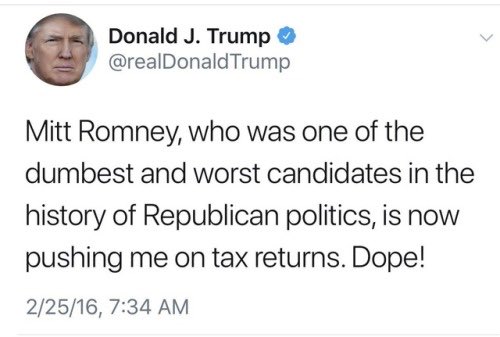 Donald J. Trump
@realDonaldTrump
Mitt Romney, who was one of the
dumbest and worst candidates in the
history of Republican politics, is now
pushing me on tax returns. Dope!
2/25/16, 7:34 AM